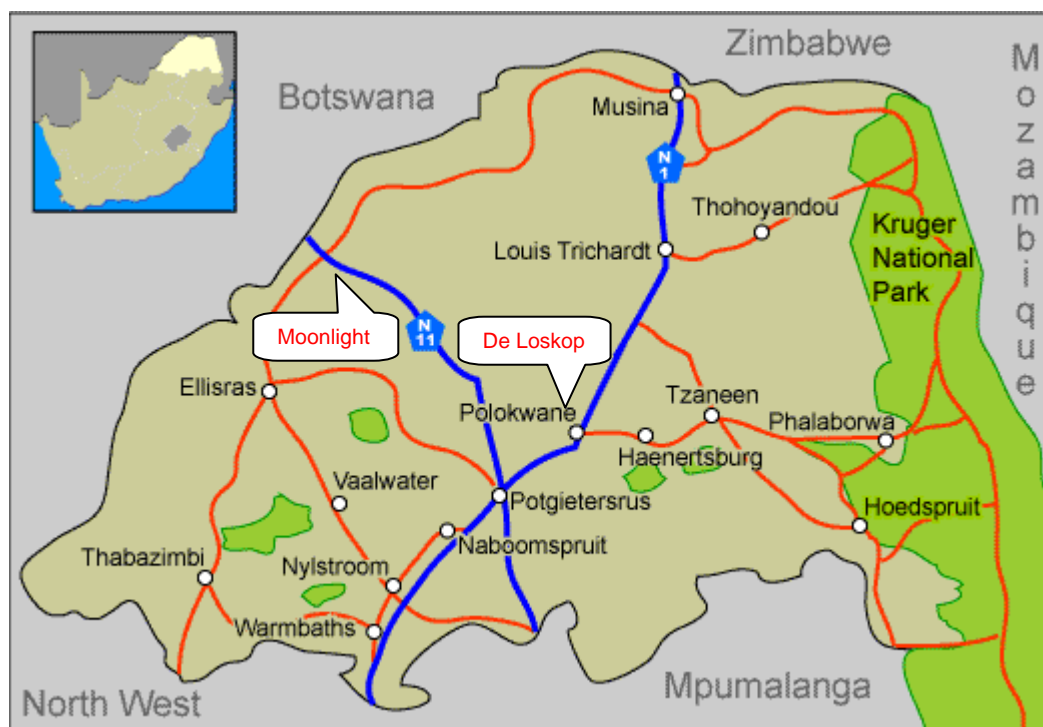 Zimbabwe
Mozambique
Botswana
Musina
N
1
Thohoyandou
Kruger
National
Park
Louis Trichardt
Moonlight
N
11
De Loskop
Ellisras
Polokwane
Tzaneen
Phalaborwa
Haenertsburg
Vaalwater
Potgietersrus
Hoedspruit
Naboomspruit
Thabazimbi
Nylstroom
Warmbaths
North West
Mpumalanga